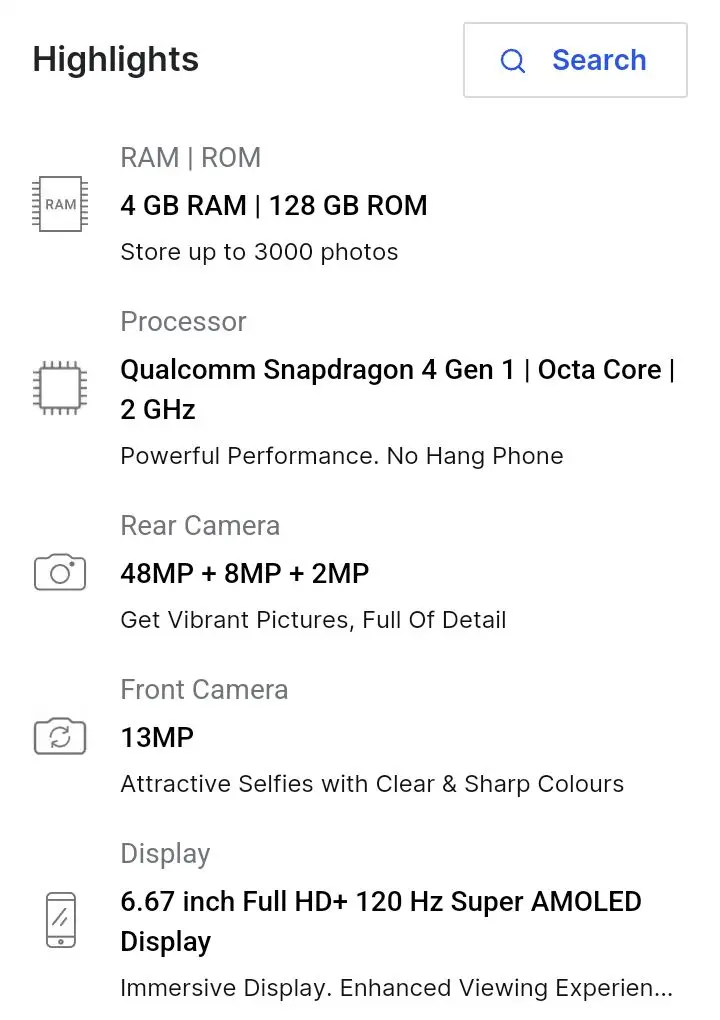 Highlights
Search
RAM | ROM
RAM
4 GB RAM | 128 GB ROM
Store up to 3000 photos
Processor
Qualcomm Snapdragon 4 Gen 1 | Octa Core |
2 GHz
Powerful Performance. No Hang Phone
Rear Camera
48MP + 8MP + 2MP
Get Vibrant Pictures, Full Of Detail
Front Camera
13MP
Attractive Selfies with Clear & Sharp Colours
Display
6.67 inch Full HD+ 120 Hz Super AMOLED
Display
Immersive Display. Enhanced Viewing Experien...